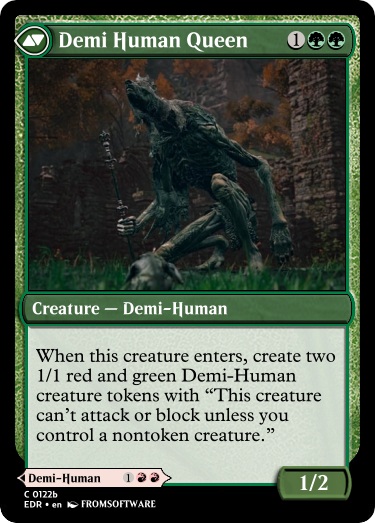 Demi Human Queen 1
Creature — Demi-Human
When this creature enters, create two
1/1 red and green Demi-Human
creature tokens with “This creature
can’t attack or block unless you
control a nontoken creature.”
Demi-Human 1
1/2
C 0122b
EDR • en FROMSOFTWARE